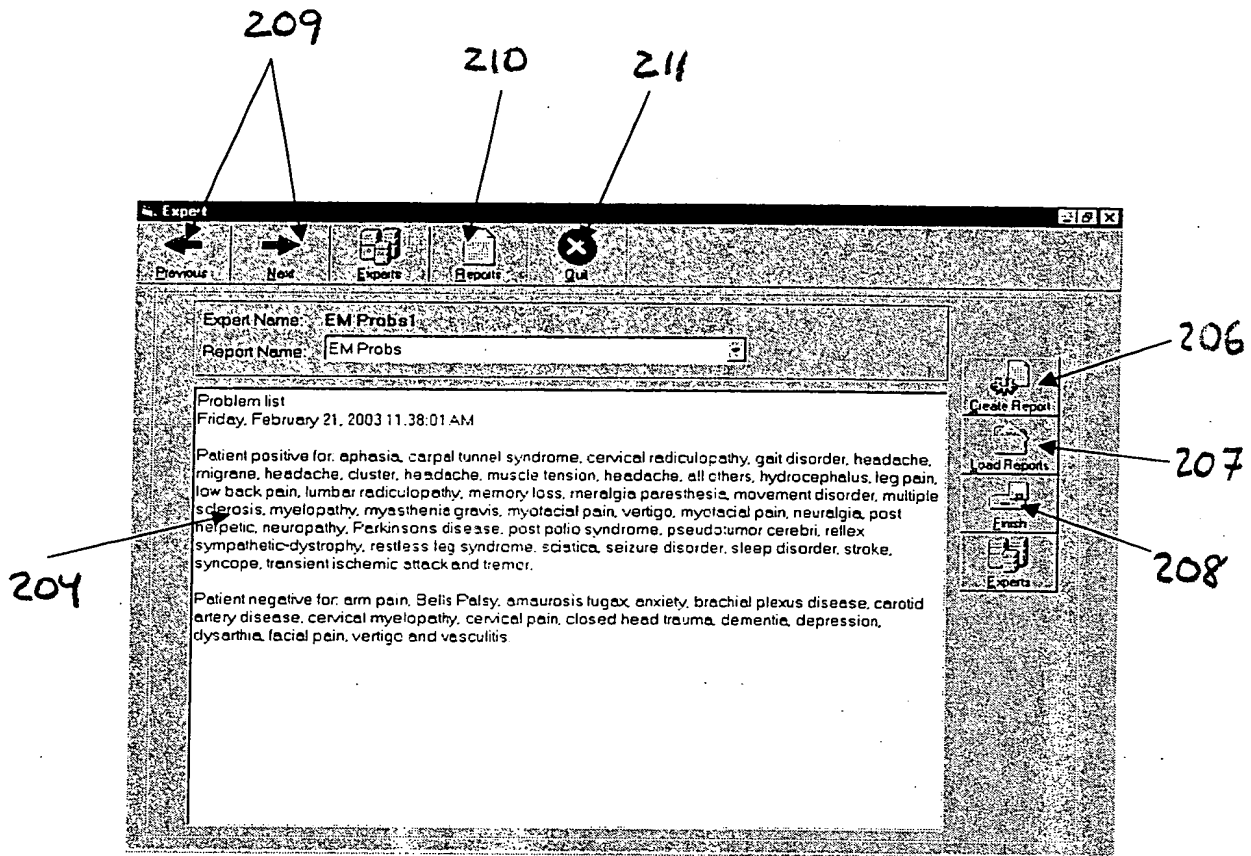 209
210
211
Expert
Previous
Next
Experts
Reports
Quit
Expert Name: EM Probs1
Report Name: EM Probs
206
Create Report
Load Reports
207
Finish
208
Experts
204
Problem list
Friday, February 21, 2003 11:38:01 AM
Patient positive for: aphasia, carpal tunnel syndrome, cervical radiculopathy, gait disorder, headache,
migrane, headache, cluster, headache, muscle tension, headache, all others, hydrocephalus, leg pain,
low back pain, lumbar radiculopathy, memory loss, meralgia paresthesia, movement disorder, multiple
sclerosis, myelopathy, myasthenia gravis, myofacial pain, vertigo, myofacial pain, neuralgia, post
herpetic, neuropathy, Parkinsons disease, post polio syndrome, pseudotumor cerebri, reflex
sympathetic-dystrophy, restless leg syndrome, sciatica, seizure disorder, sleep disorder, stroke,
syncope, transient ischemic attack and tremor.
Patient negative for: arm pain, Bells Palsy, amaurosis fugax, anxiety, brachial plexus disease, carotid
artery disease, cervical myelopathy, cervical pain, closed head trauma, dementia, depression,
dysarthia, facial pain, vertigo and vasculitis